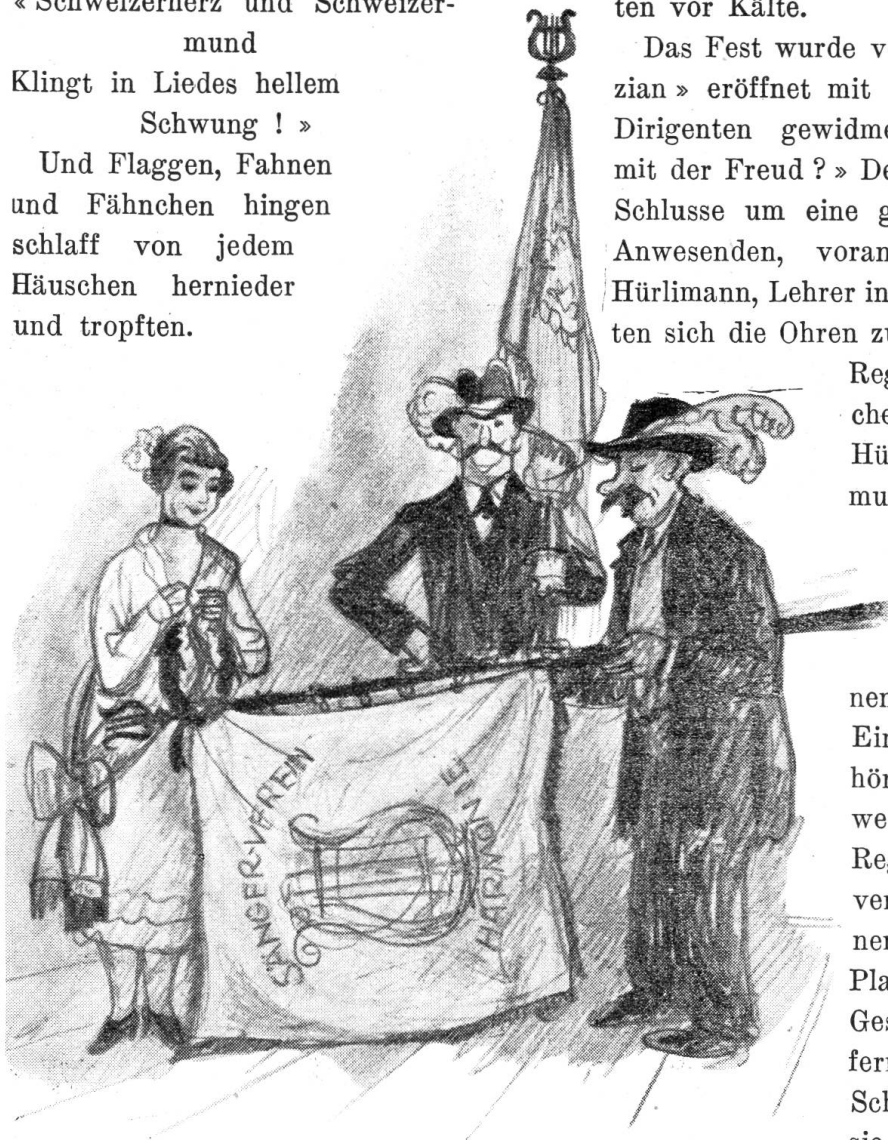 « Schweizerherz und Schweizer-
mund
Klingt in Liedes hellem
Schwung ! »
Und Flaggen, Fahnen
und Fähnchen hingen
schlaff von jedem
Häuschen hernieder
und tropften.
SÄNGER-VEREIN
HARMONIE
ten vor Kälte.
Das Fest wurde v
zian » eröffnet mit
Dirigenten gewidme
mit der Freud ? » De
Schlusse um eine g
Anwesenden, voran
Hürlimann, Lehrer in
ten sich die Ohren zu
Reg
che
Hü
mu
ner
Ein
hör
we
Reg
ver
ner
Pla
Ges
fern
Sch